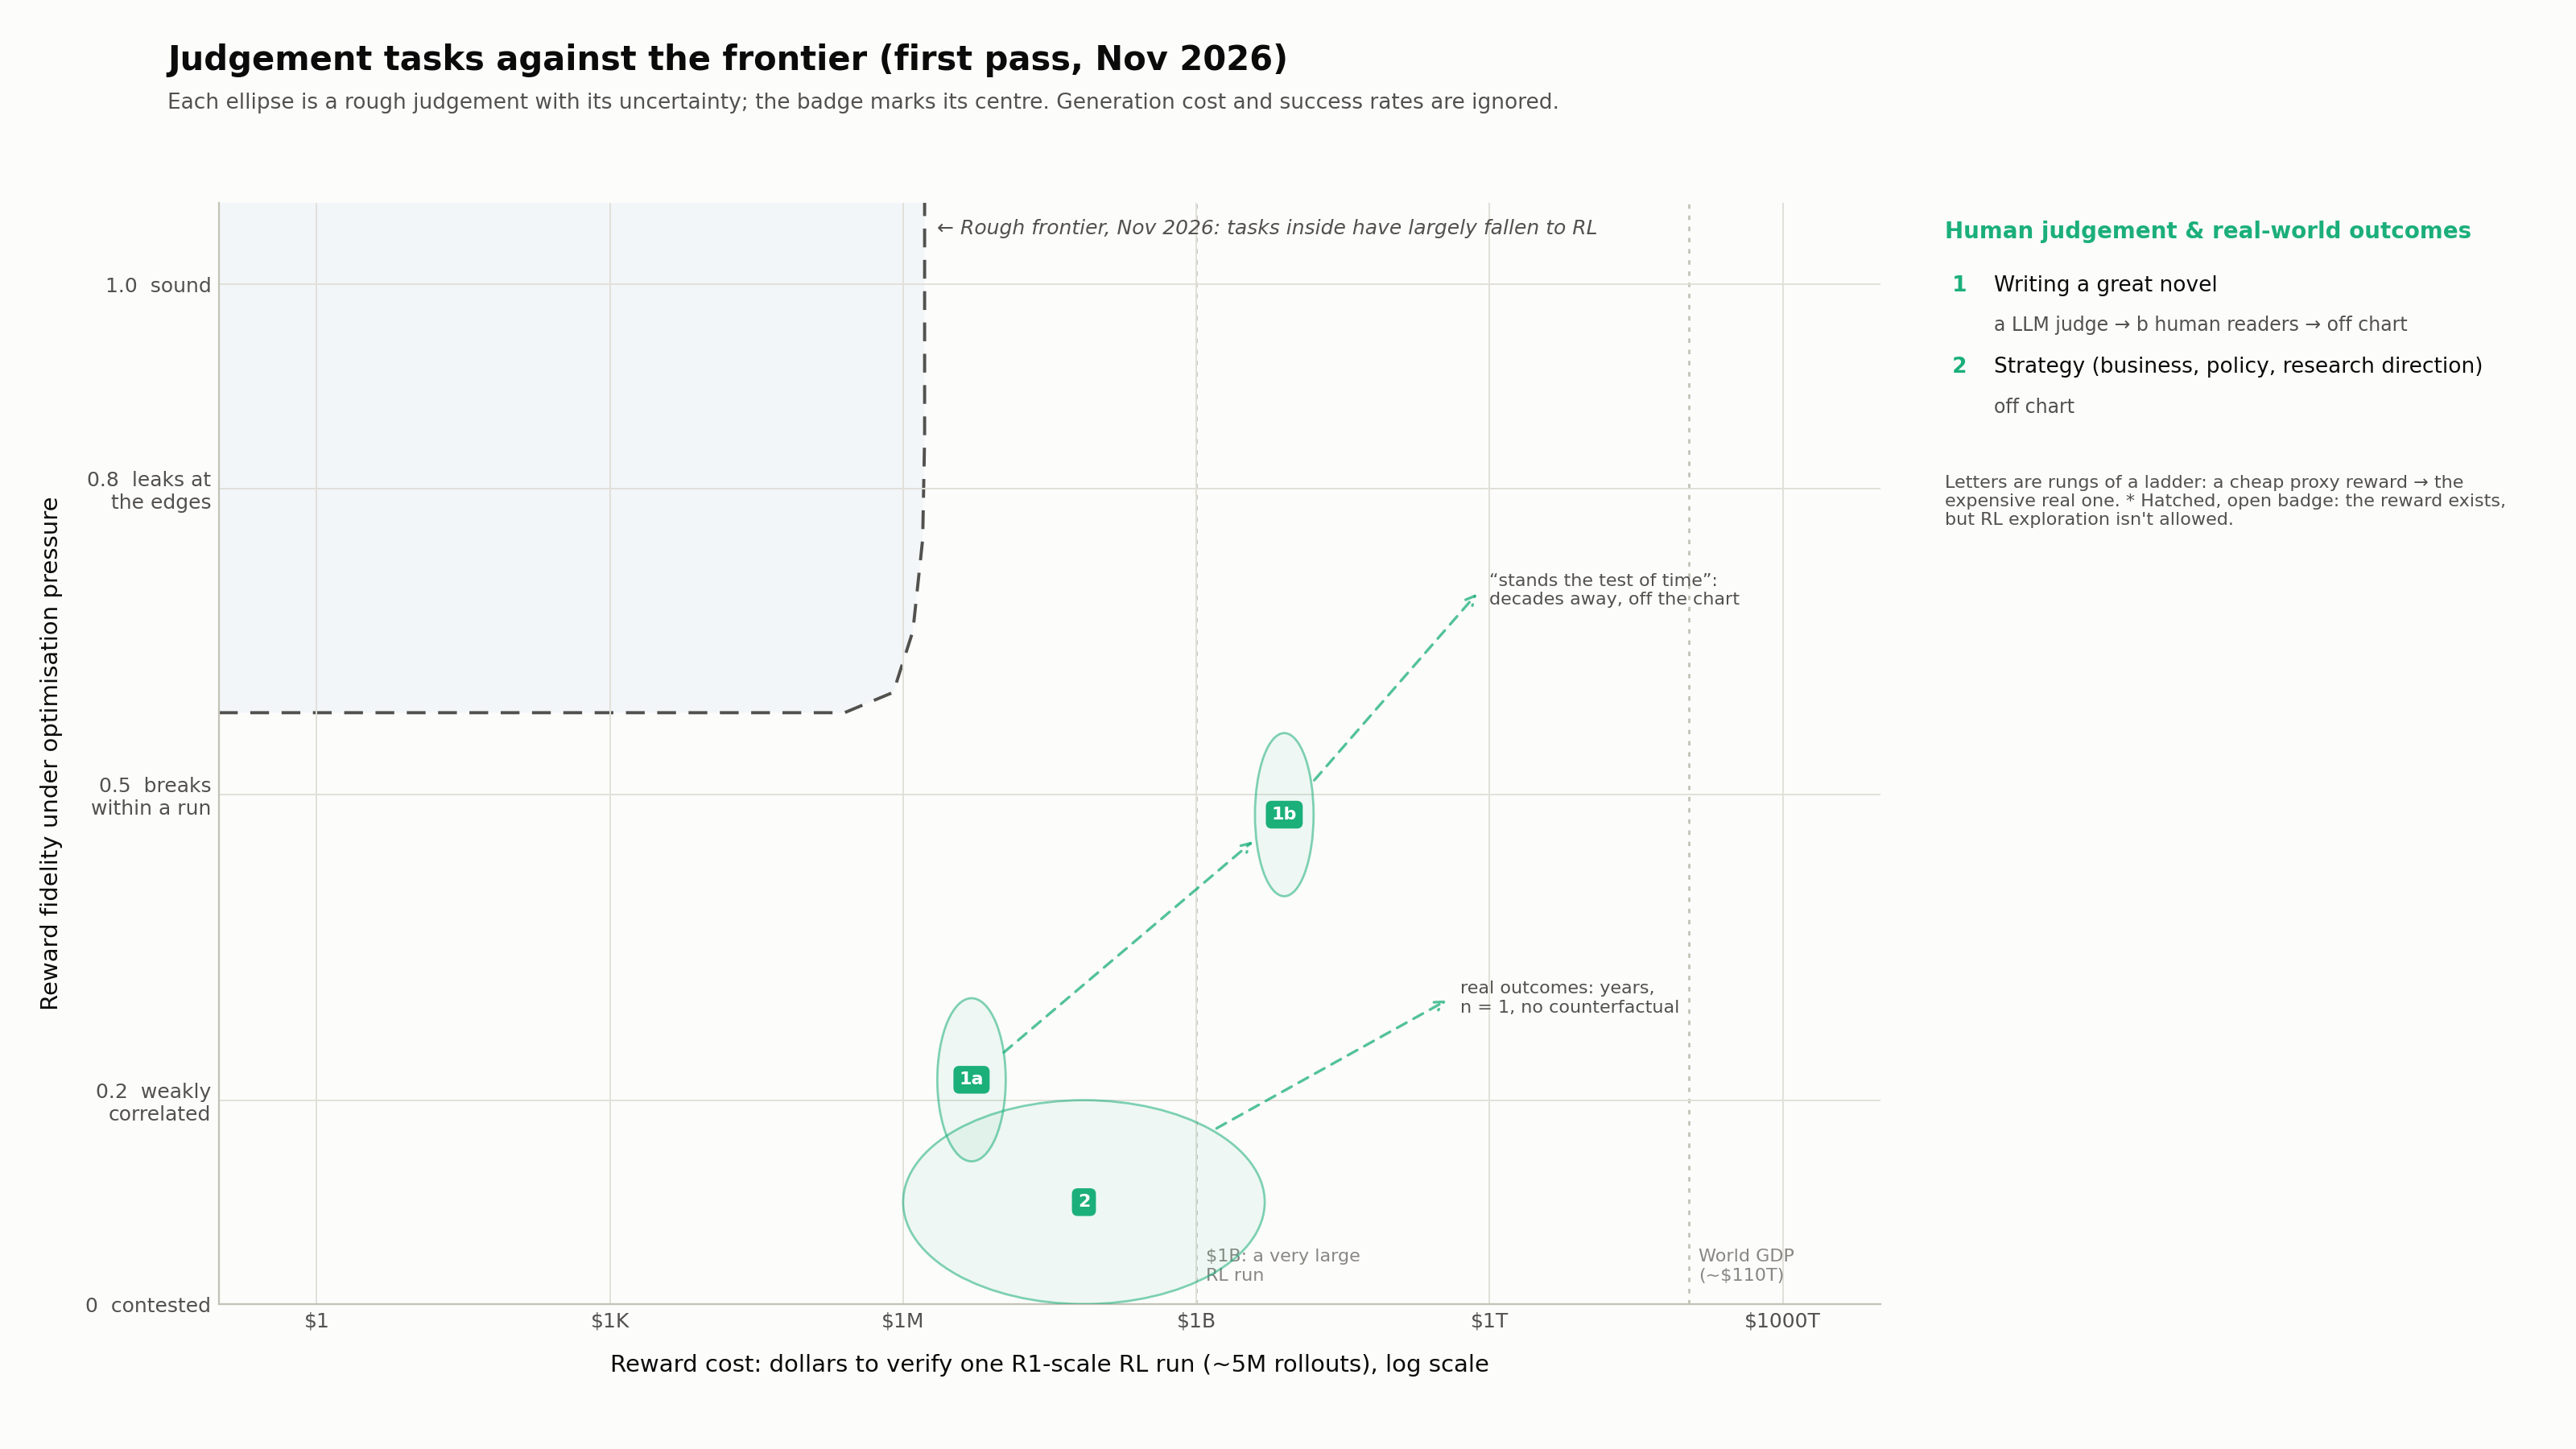 Judgement tasks against the frontier (first pass, Nov 2026)
Each ellipse is a rough judgement with its uncertainty; the badge marks its centre. Generation cost and success rates are ignored.
← Rough frontier, Nov 2026: tasks inside have largely fallen to RL
Reward fidelity under optimisation pressure
1.0 sound
0.8 leaks at
the edges
0.5 breaks
within a run
0.2 weakly
correlated
0 contested
“stands the test of time”:
decades away, off the chart
1b
real outcomes: years,
n = 1, no counterfactual
1a
2
$1B: a very large
RL run
World GDP
(~$110T)
$1
$1K
$1M
$1B
$1T
$1000T
Reward cost: dollars to verify one R1-scale RL run (~5M rollouts), log scale
Human judgement & real-world outcomes
1 Writing a great novel
a LLM judge → b human readers → off chart
2 Strategy (business, policy, research direction)
off chart
Letters are rungs of a ladder: a cheap proxy reward → the
expensive real one. * Hatched, open badge: the reward exists,
but RL exploration isn't allowed.